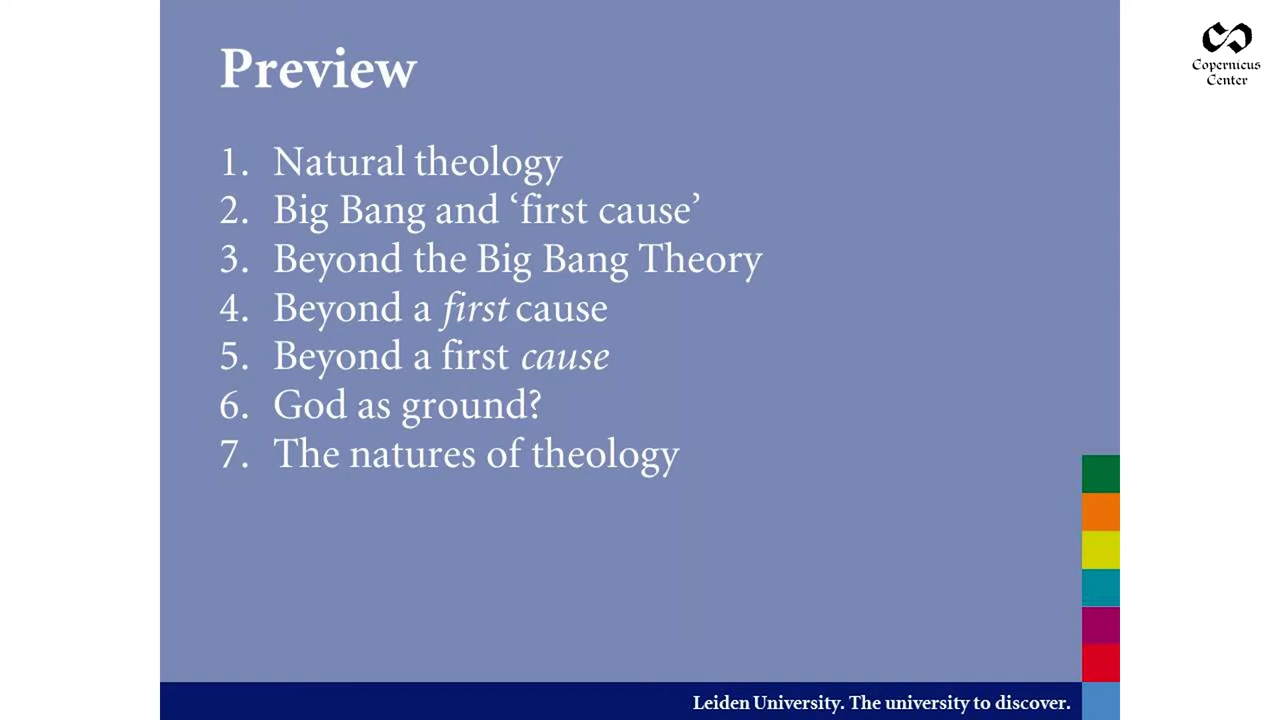 Preview
1. Natural theology
2. Big Bang and ‘first cause’
3. Beyond the Big Bang Theory
4. Beyond a first cause
5. Beyond a first cause
6. God as ground?
7. The natures of theology
Leiden University. The university to discover.
Copernicus
Center